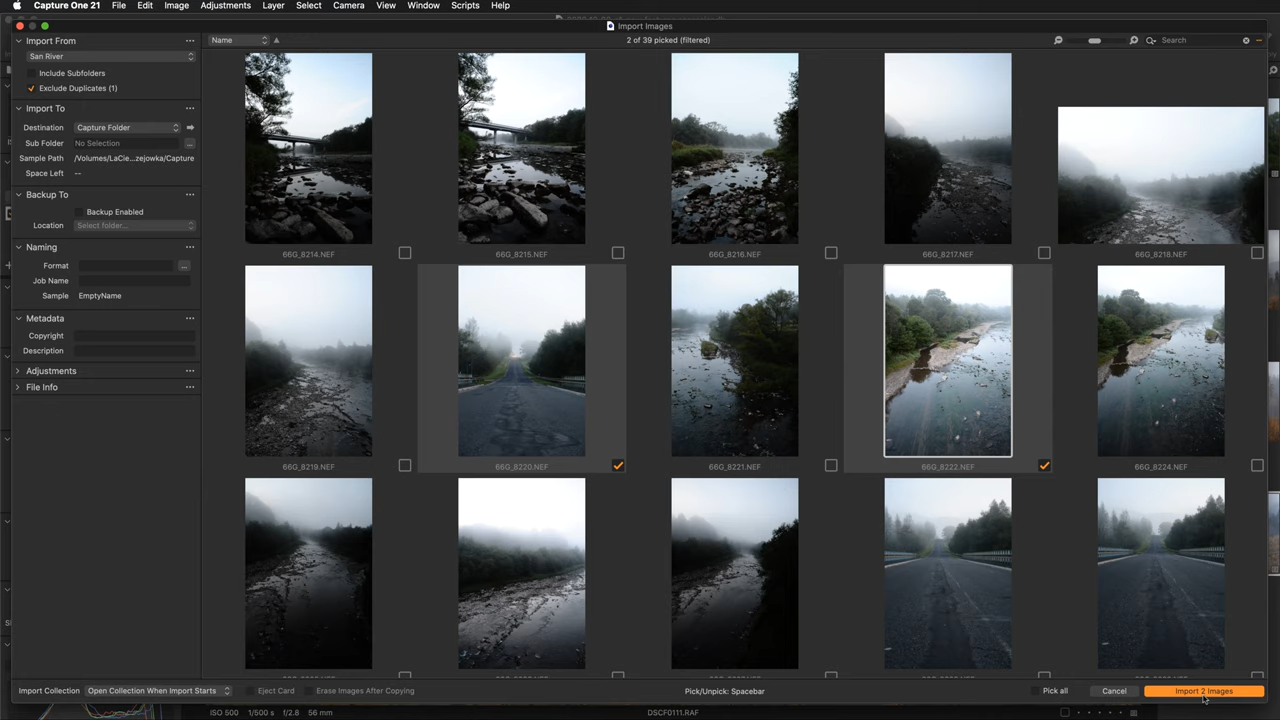 Capture One 21 File Edit Image Adjustments Layer Select Camera View Window Scripts
Import Images
Import From
San River
Include Subfolders
Exclude Duplicates (1)
Import To
Destination Capture Folder
Sub Folder No Selection ...
Sample Path /Volumes/LaCie...zejowka/Capture
Space Left --
Backup To
Backup Enabled
Location Select folder...
Naming
Format ...
Job Name
Sample EmptyName
Metadata
Copyright
Description
Adjustments
File Info
Name 2 of 39 picked (filtered) Search
66G_8214.NEF 66G_8215.NEF 66G_8216.NEF 66G_8217.NEF 66G_8218.NEF
66G_8219.NEF 66G_8220.NEF 66G_8221.NEF 66G_8222.NEF 66G_8224.NEF
Import Collection Open Collection When Import Starts Eject Card Erase Images After Copying Pick/Unpick: Spacebar Pick all Cancel Import 2 Images
ISO 500 1/500 s f/2.8 56 mm DSCF0111.RAF